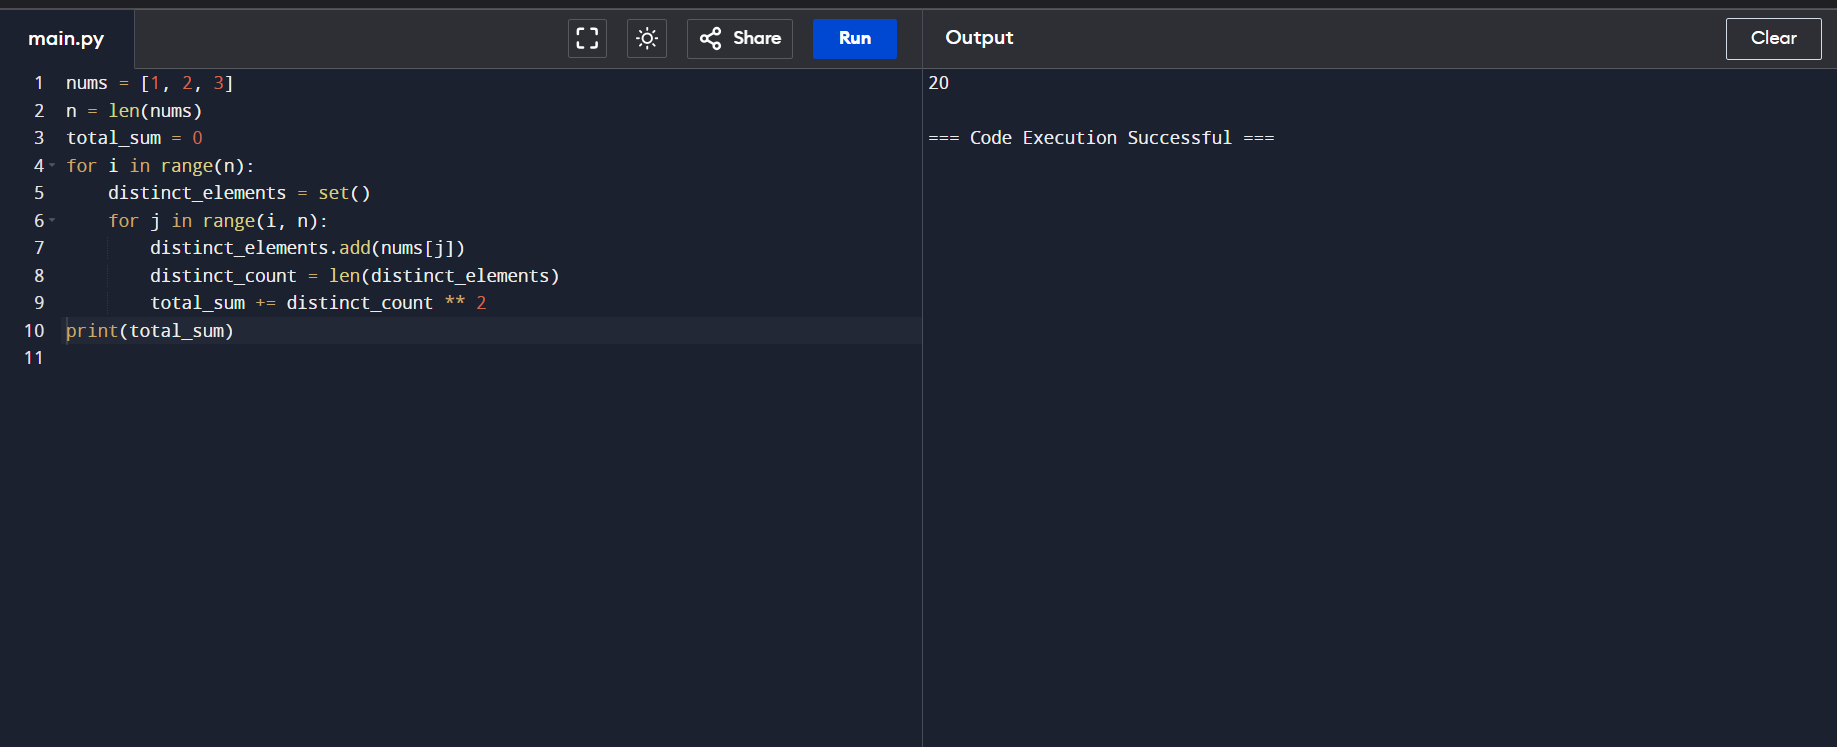 main.py
Share
Run
Output
Clear
1 nums = [1, 2, 3]
2 n = len(nums)
3 total_sum = 0
4 for i in range(n):
5     distinct_elements = set()
6     for j in range(i, n):
7         distinct_elements.add(nums[j])
8         distinct_count = len(distinct_elements)
9         total_sum += distinct_count ** 2
10 print(total_sum)
11
20
=== Code Execution Successful ===